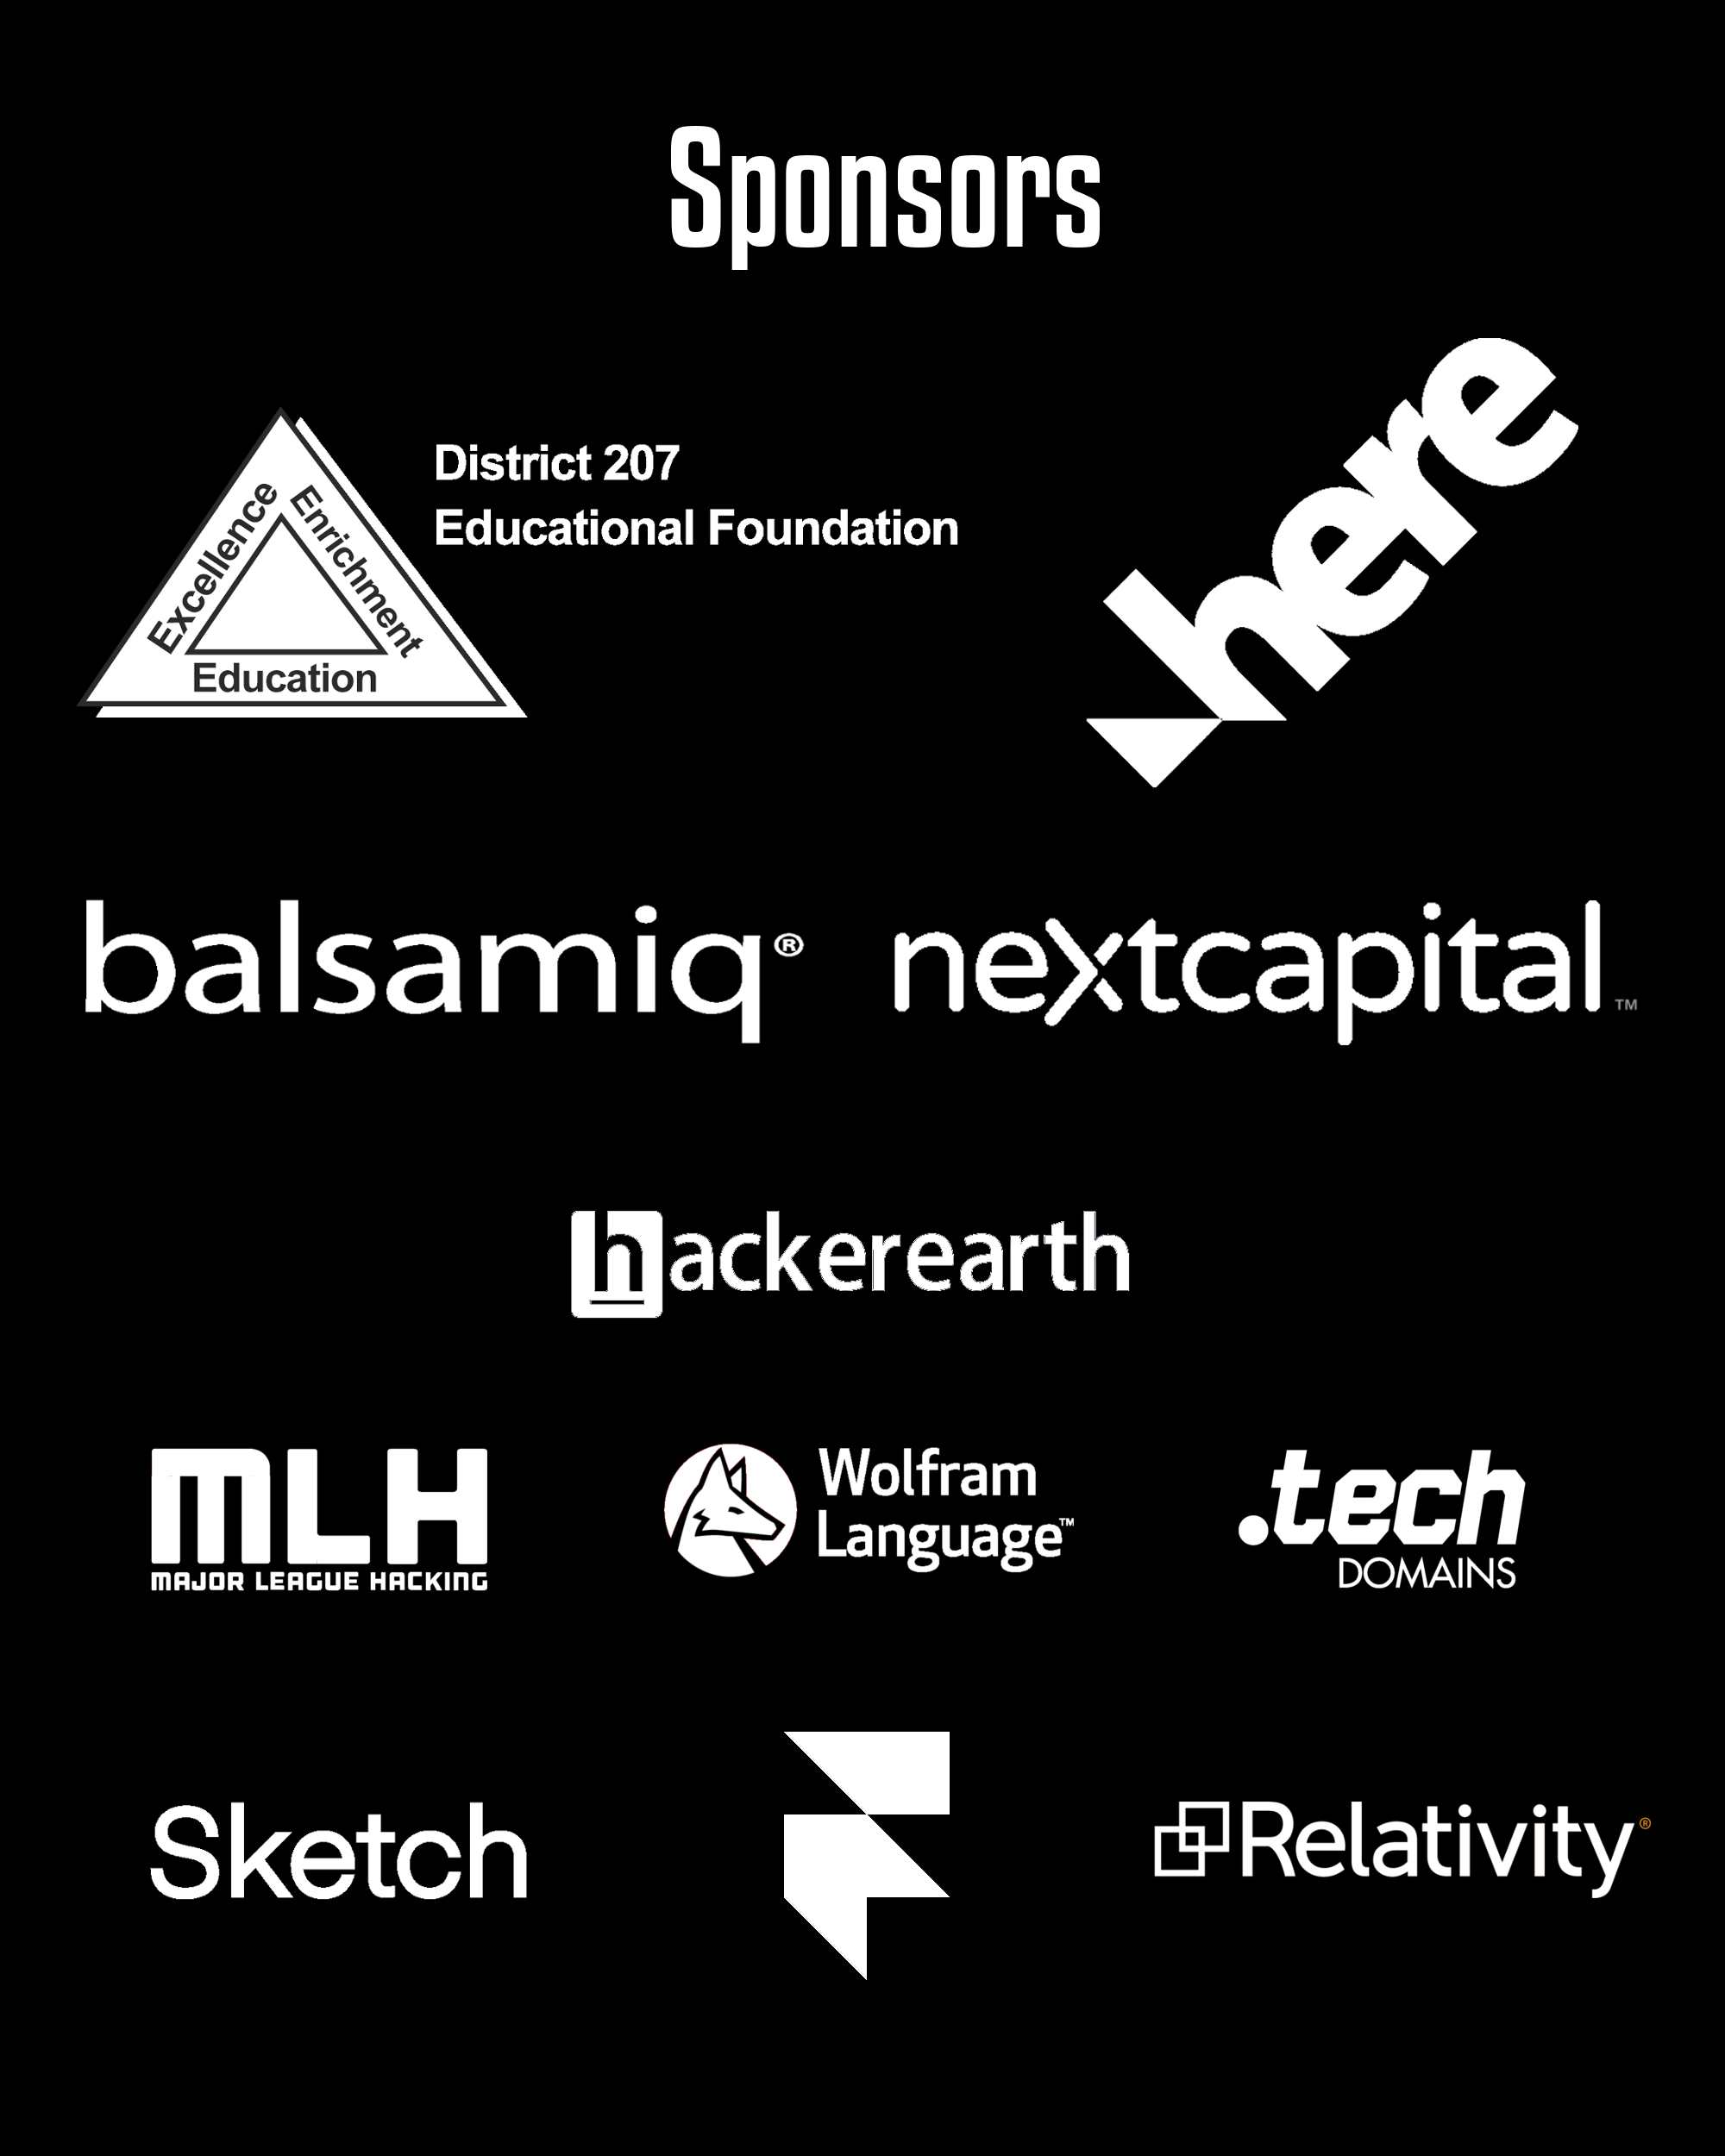 Sponsors
Excellence
Enrichment
Education
District 207
Educational Foundation
here
balsamiq®
nextcapital™
hackerearth
MLH
MAJOR LEAGUE HACKING
Wolfram
Language™
.tech
DOMAINS
Sketch
Relativity®